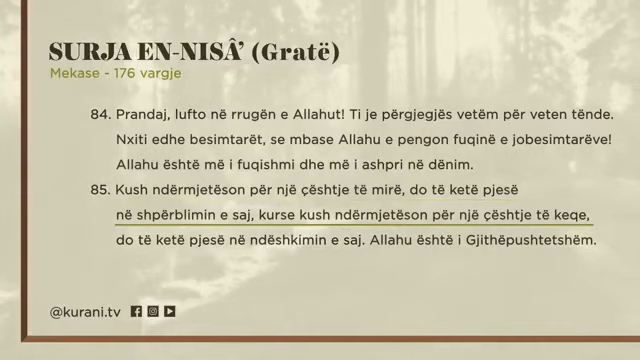 SURJA EN-NISÂ’ (Gratë)
Mekase - 176 vargje
84. Prandaj, lufto në rrugën e Allahut! Ti je përgjegjës vetëm për veten tënde.
Nxiti edhe besimtarët, se mbase Allahu e pengon fuqinë e jobesimtarëve!
Allahu është më i fuqishmi dhe më i ashpri në dënim.
85. Kush ndërmjetëson për një çështje të mirë, do të ketë pjesë
në shpërblimin e saj, kurse kush ndërmjetëson për një çështje të keqe,
do të ketë pjesë në ndëshkimin e saj. Allahu është i Gjithëpushtetshëm.
@kurani.tv